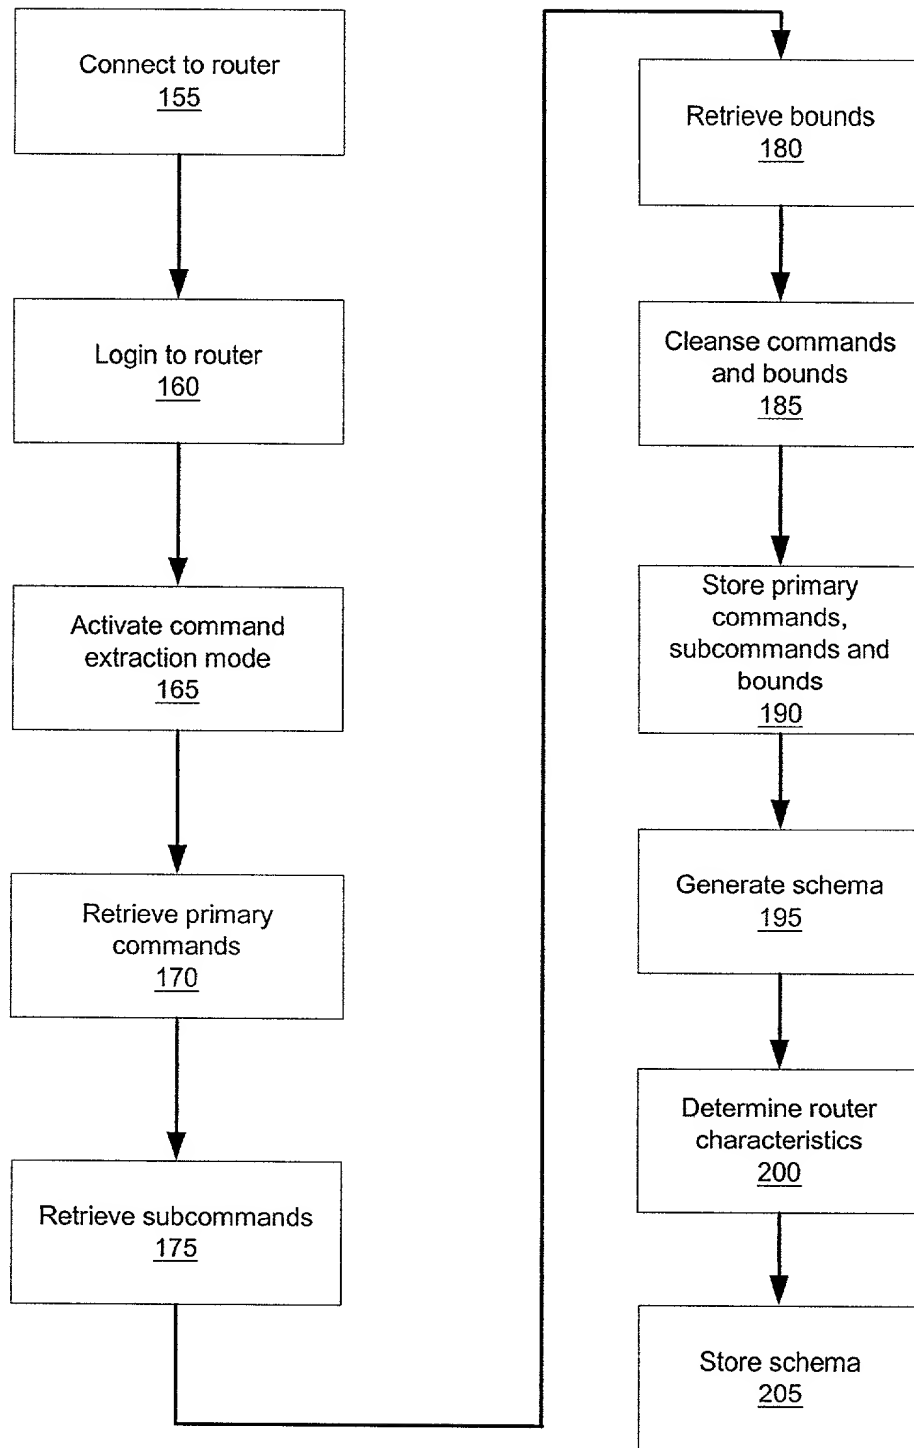 Connect to router
155
Login to router
160
Activate command
extraction mode
165
Retrieve primary
commands
170
Retrieve subcommands
175
Retrieve bounds
180
Cleanse commands
and bounds
185
Store primary
commands,
subcommands and
bounds
190
Generate schema
195
Determine router
characteristics
200
Store schema
205